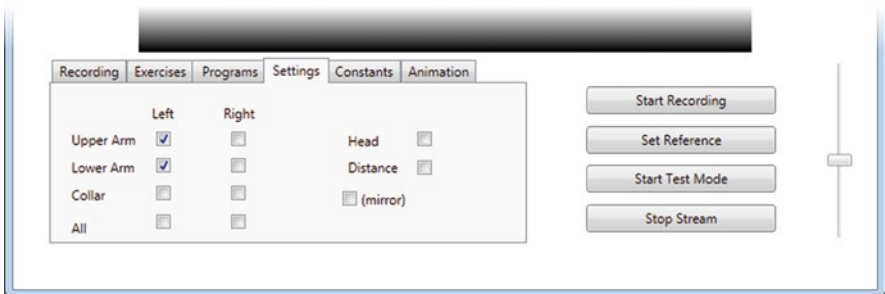 Recording Exercises Programs Settings Constants Animation
Left Right
Upper Arm
Lower Arm
Collar
All
Head
Distance
(mirror)
Start Recording
Set Reference
Start Test Mode
Stop Stream